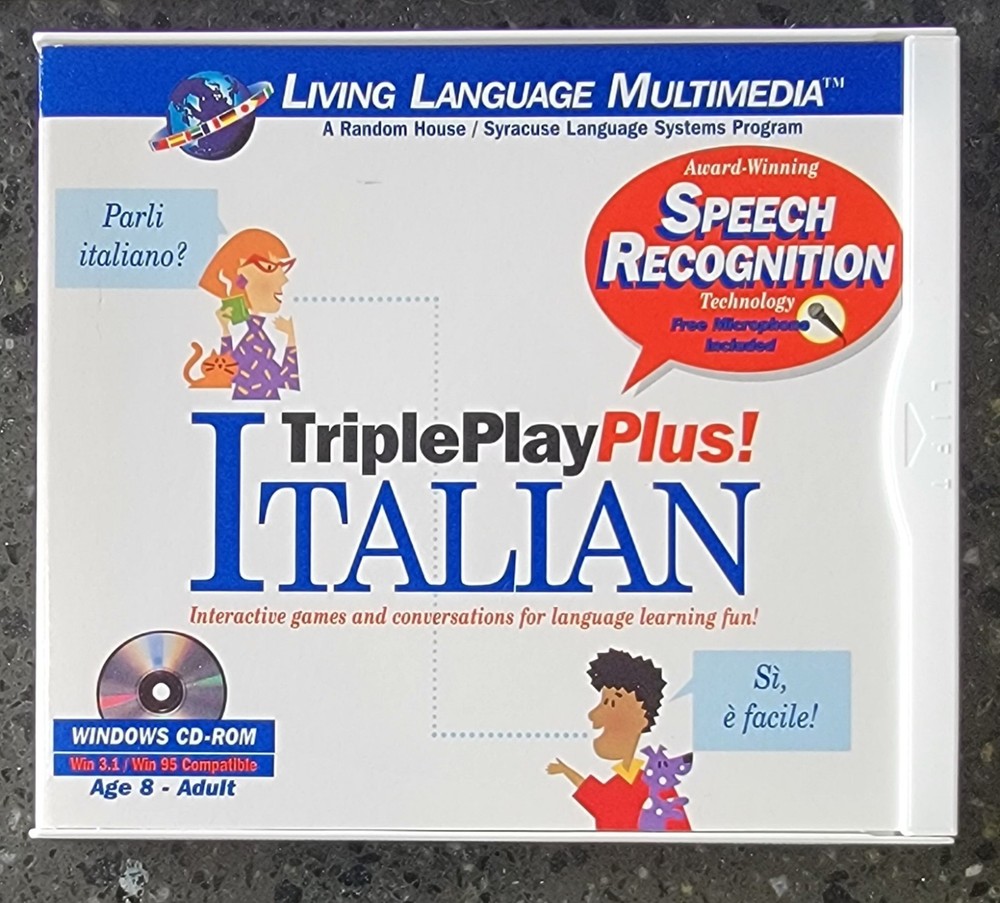 LIVING LANGUAGE MULTIMEDIA™
A Random House / Syracuse Language Systems Program
Award-Winning
SPEECH
RECOGNITION
Technology
Free Microphone
Included
Parli
italiano?
TriplePlayPlus!
ITALIAN
Interactive games and conversations for language learning fun!
Sì,
è facile!
WINDOWS CD-ROM
Win 3.1 / Win 95 Compatible
Age 8 - Adult
LIFT